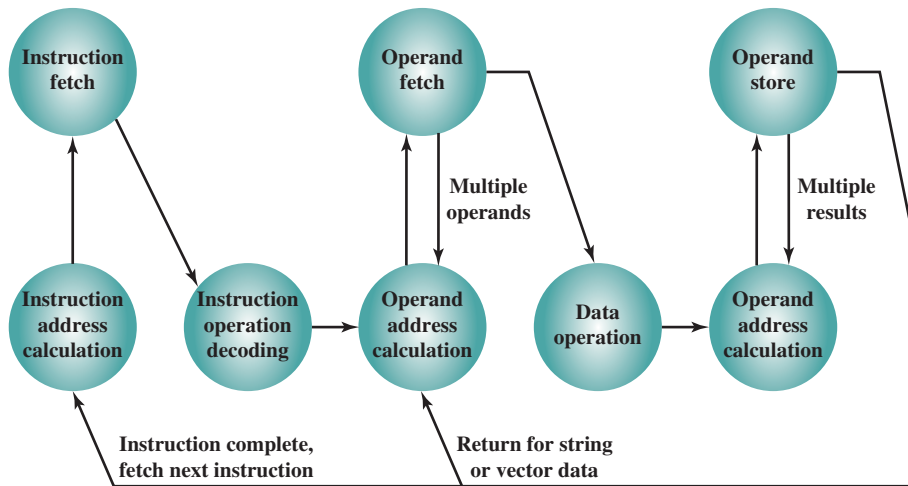 Instruction
fetch
Operand
fetch
Operand
store
Multiple
operands
Multiple
results
Instruction
address
calculation
Instruction
operation
decoding
Operand
address
calculation
Data
operation
Operand
address
calculation
Instruction complete,
fetch next instruction
Return for string
or vector data